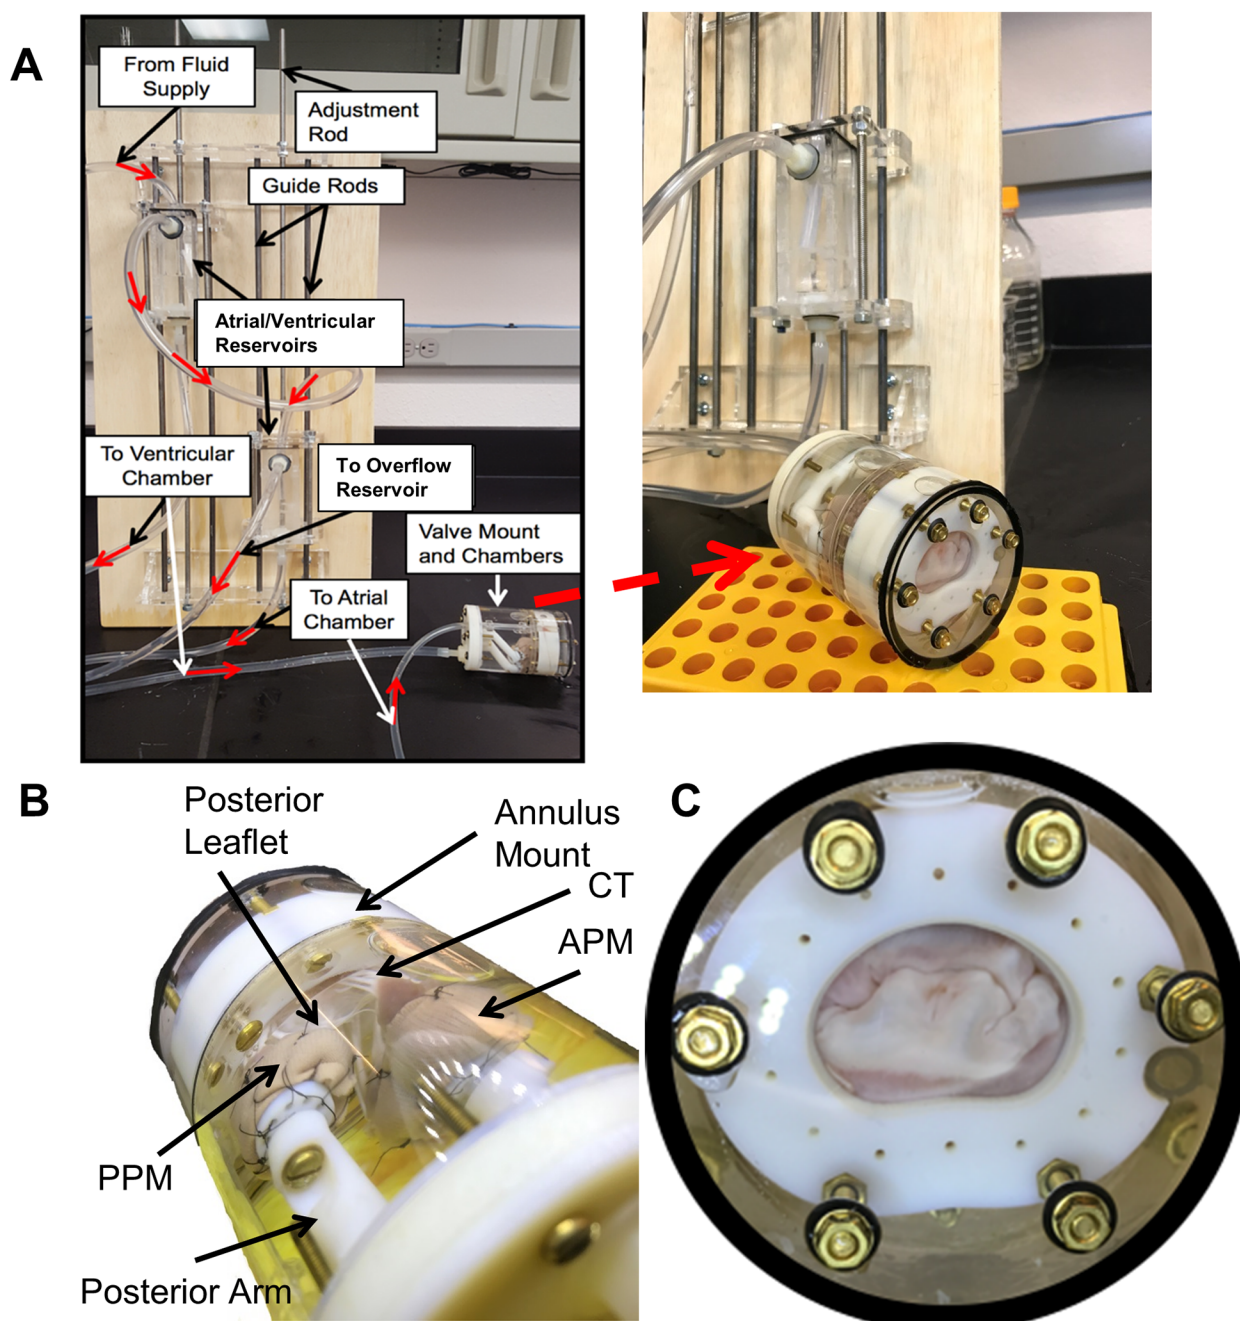 A
From Fluid
Supply
Adjustment
Rod
Guide Rods
Atrial/Ventricular
Reservoirs
To Ventricular
Chamber
To Overflow
Reservoir
Valve Mount
and Chambers
To Atrial
Chamber
B
Posterior
Leaflet
Annulus
Mount
CT
APM
PPM
Posterior Arm
C